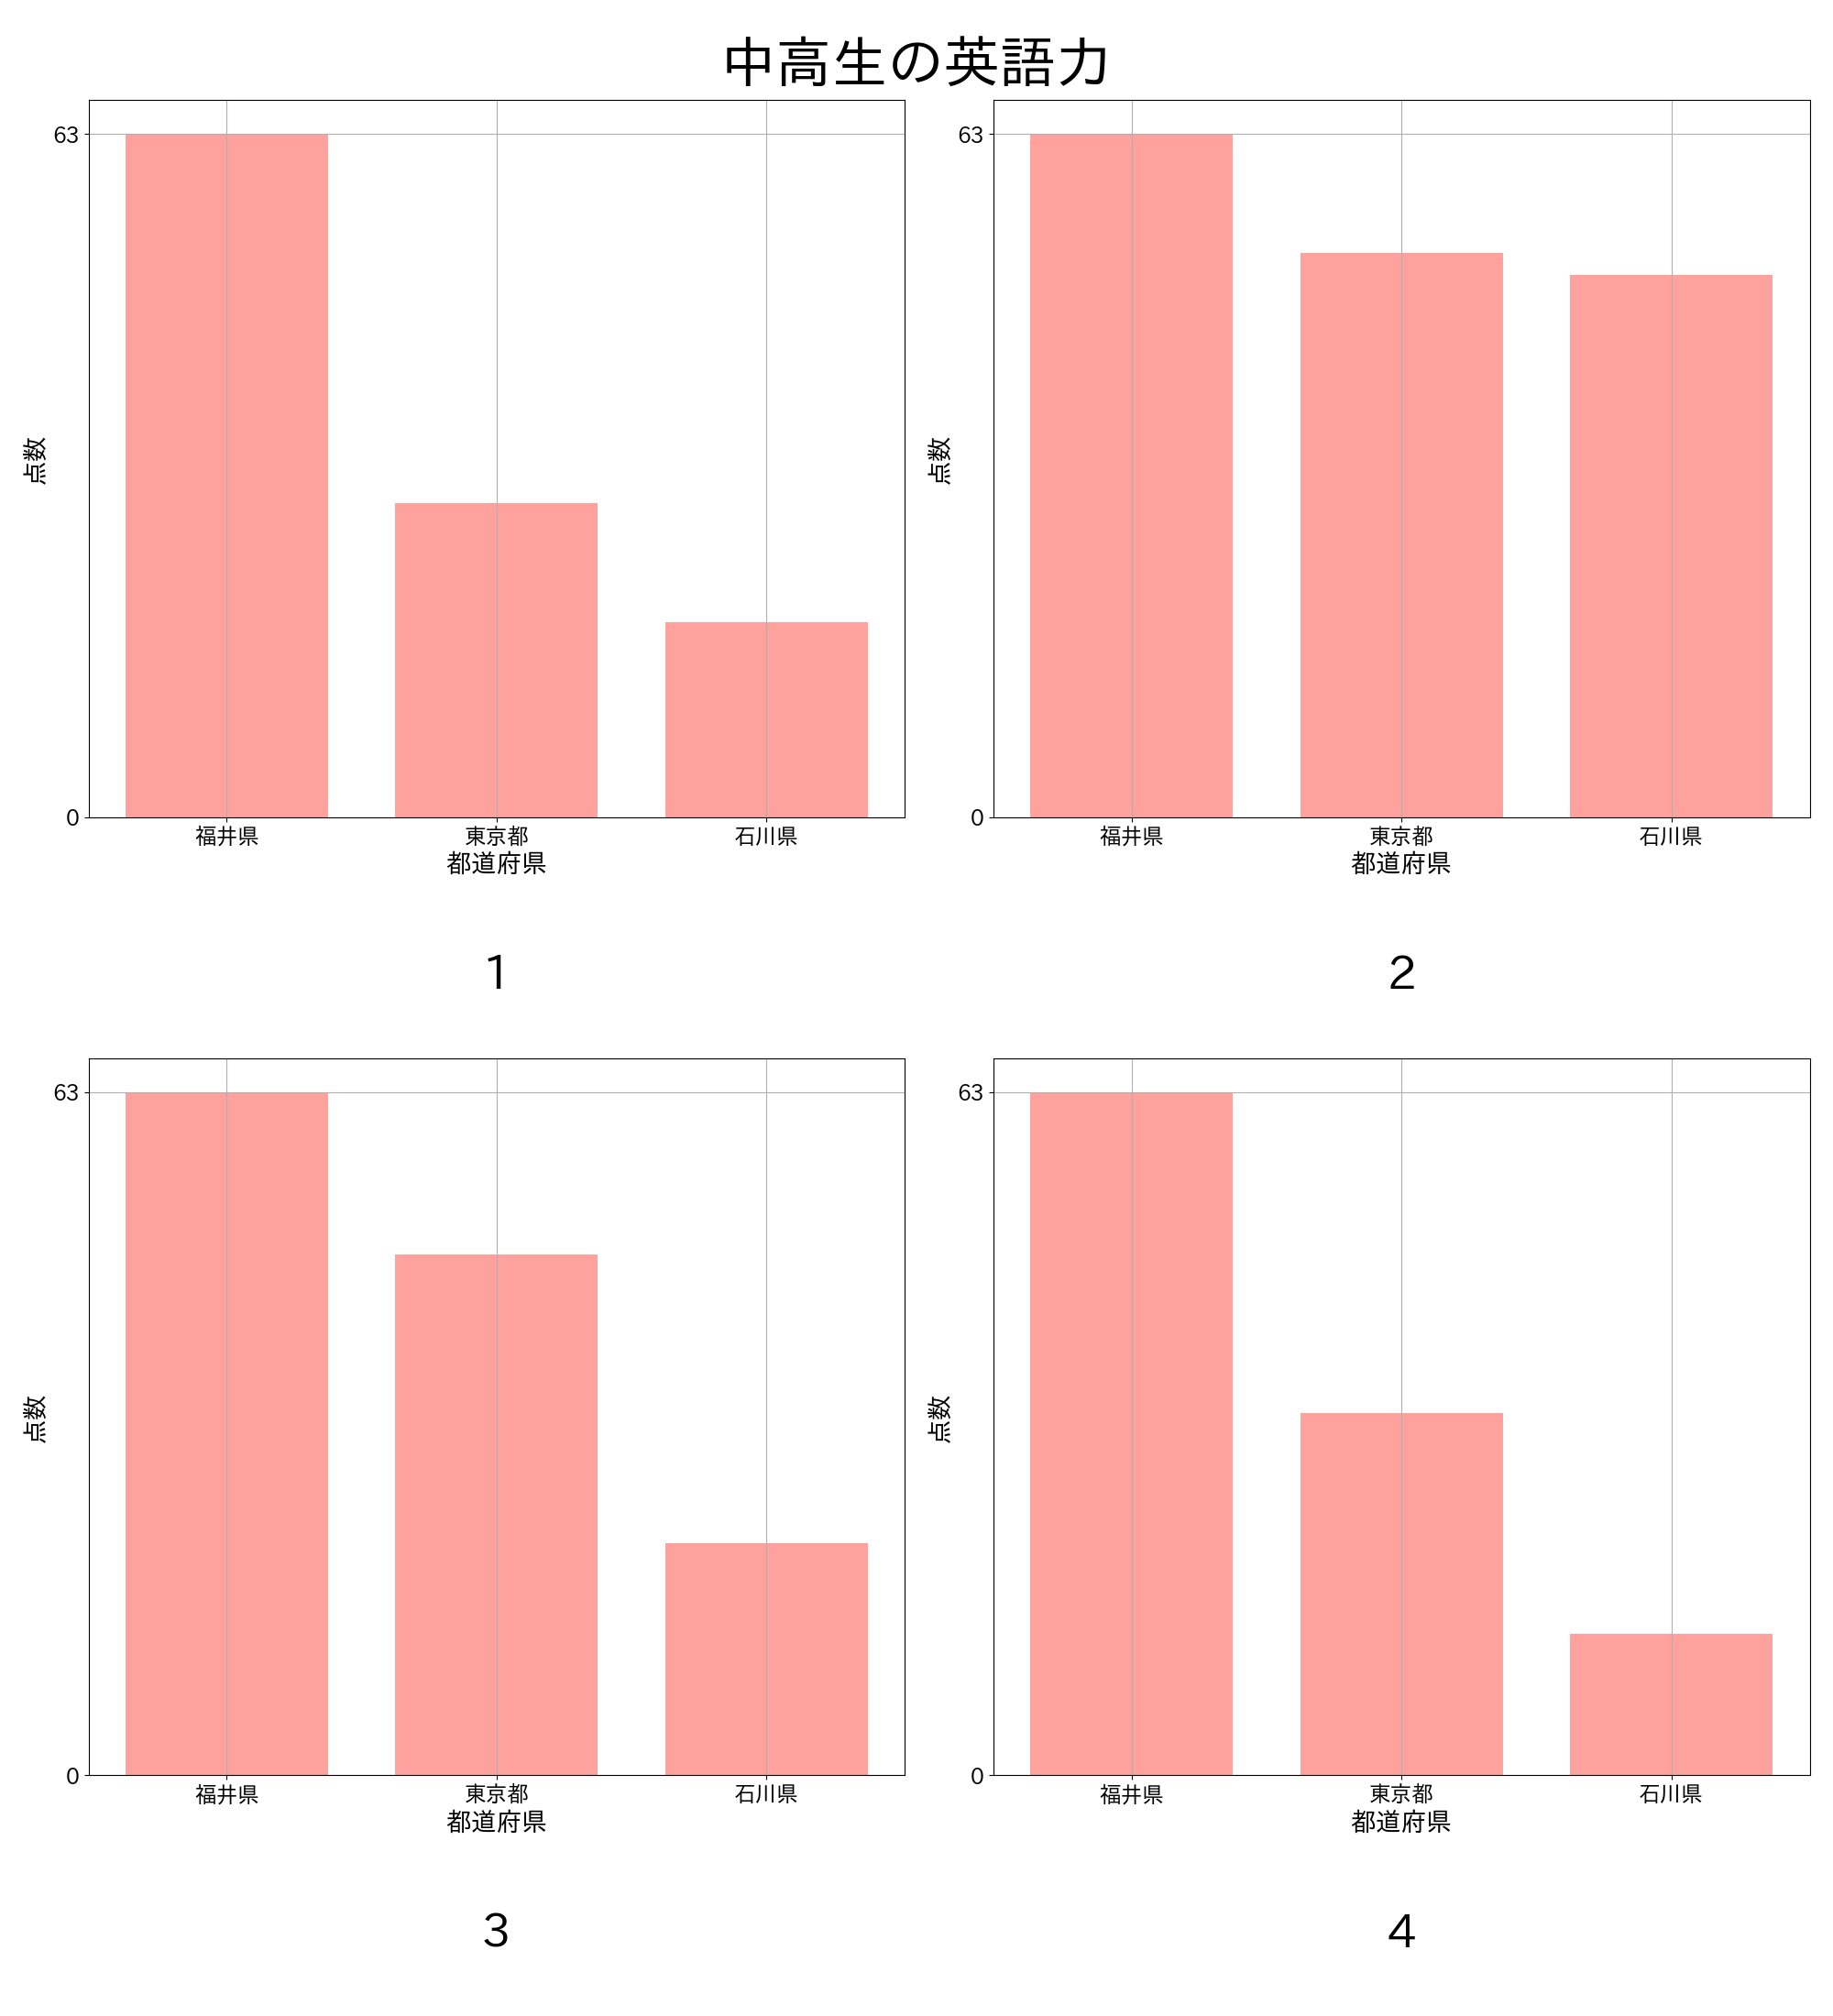 中高生の英語力
63
点数
0
福井県 東京都 石川県
都道府県
1
63
点数
0
福井県 東京都 石川県
都道府県
2
63
点数
0
福井県 東京都 石川県
都道府県
3
63
点数
0
福井県 東京都 石川県
都道府県
4